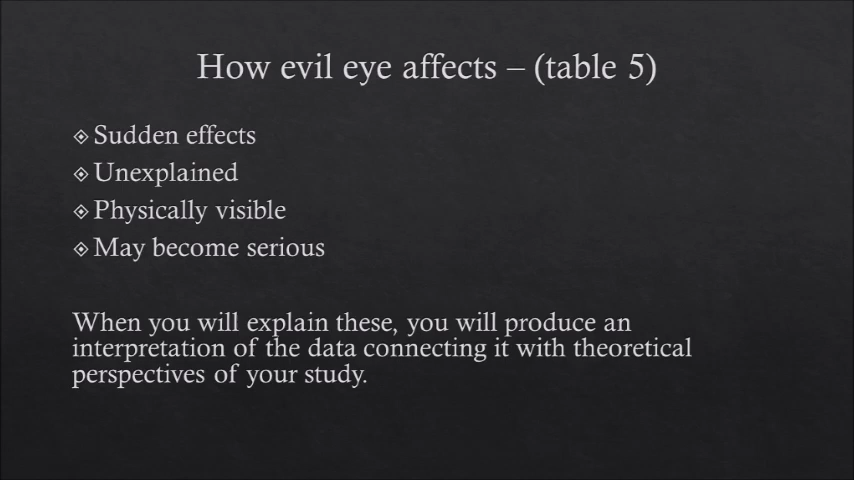 How evil eye affects – (table 5)
Sudden effects
Unexplained
Physically visible
May become serious
When you will explain these, you will produce an
interpretation of the data connecting it with theoretical
perspectives of your study.